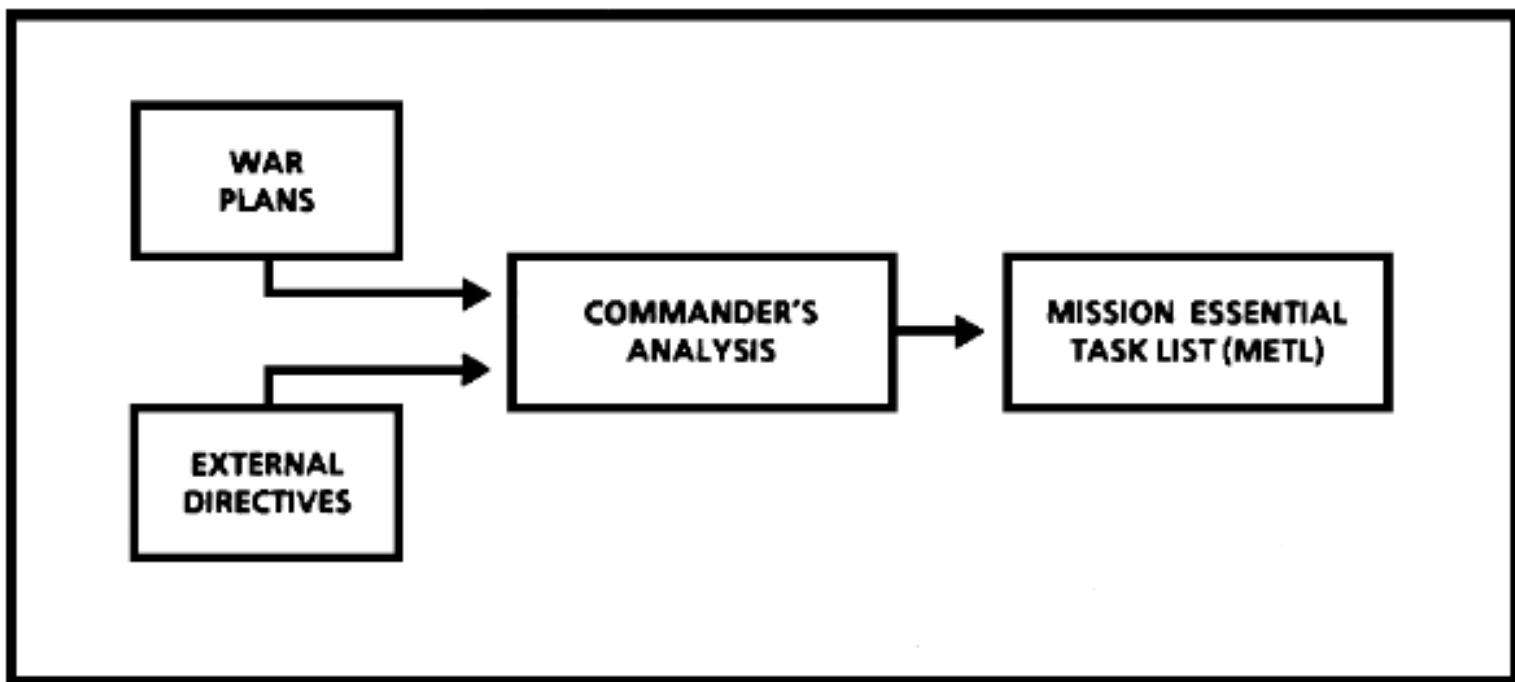 WAR
PLANS
COMMANDER'S
ANALYSIS
MISSION ESSENTIAL
TASK LIST (METL)
EXTERNAL
DIRECTIVES